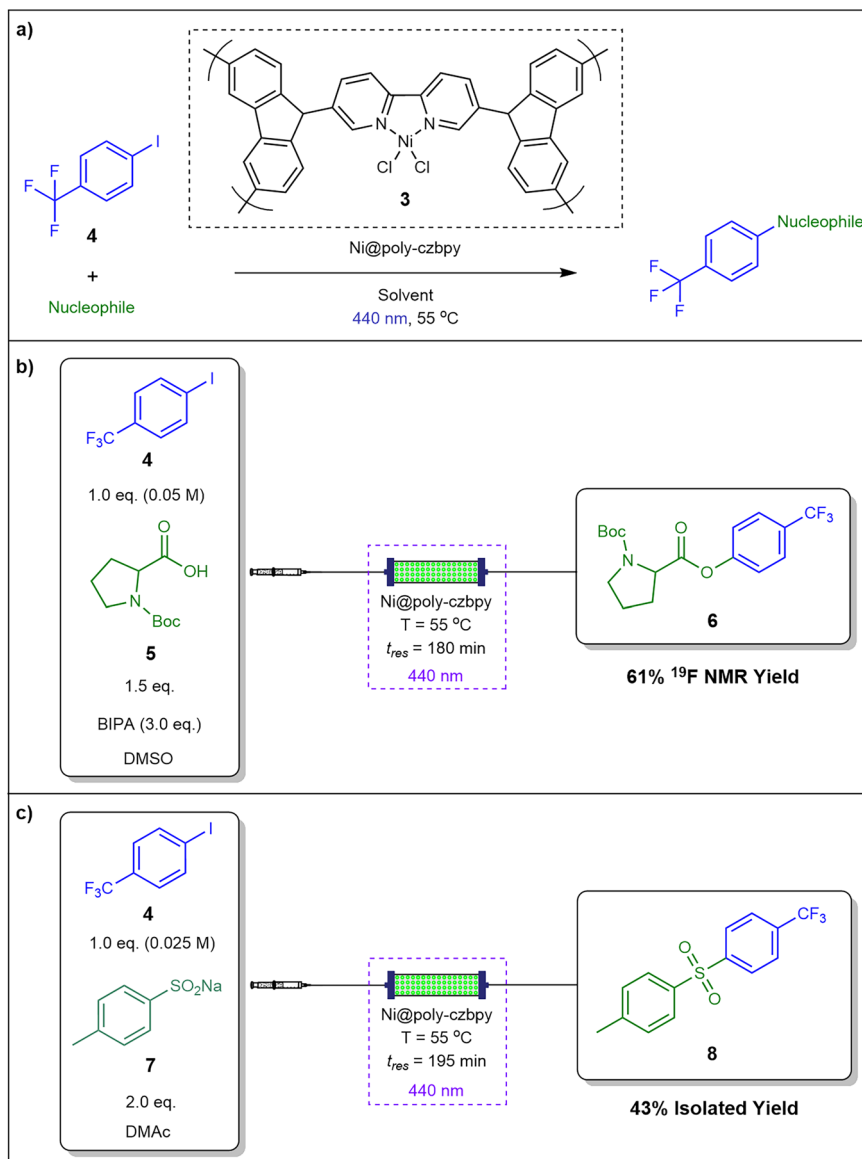 a)
N
N
Ni
Cl
Cl
3
I
F
F
F
4
+
Nucleophile
Ni@poly-czbpy
Solvent
440 nm, 55 °C
Nucleophile
F
F
F
b)
I
F₃C
4
1.0 eq. (0.05 M)
O
OH
N
Boc
5
1.5 eq.
BIPA (3.0 eq.)
DMSO
Ni@poly-czbpy
T = 55 °C
tres = 180 min
440 nm
CF₃
Boc
O
N
O
6
61% ¹⁹F NMR Yield
c)
I
F₃C
4
1.0 eq. (0.025 M)
SO₂Na
7
2.0 eq.
DMAc
Ni@poly-czbpy
T = 55 °C
tres = 195 min
440 nm
CF₃
O
S
O
8
43% Isolated Yield